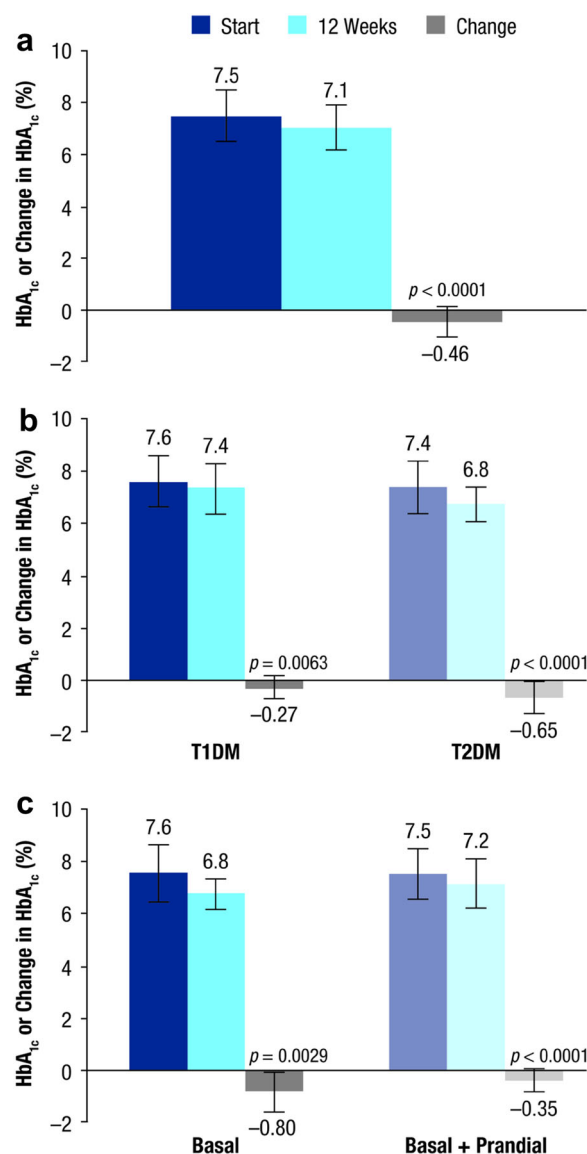 Start 12 Weeks Change
a
HbA1c or Change in HbA1c (%)
10
8
6
4
2
0
−2
7.5
7.1
p < 0.0001
−0.46
b
HbA1c or Change in HbA1c (%)
10
8
6
4
2
0
−2
7.6
7.4
p = 0.0063
−0.27
7.4
6.8
p < 0.0001
−0.65
T1DM T2DM
c
HbA1c or Change in HbA1c (%)
10
8
6
4
2
0
−2
7.6
6.8
p = 0.0029
−0.80
7.5
7.2
p < 0.0001
−0.35
Basal Basal + Prandial